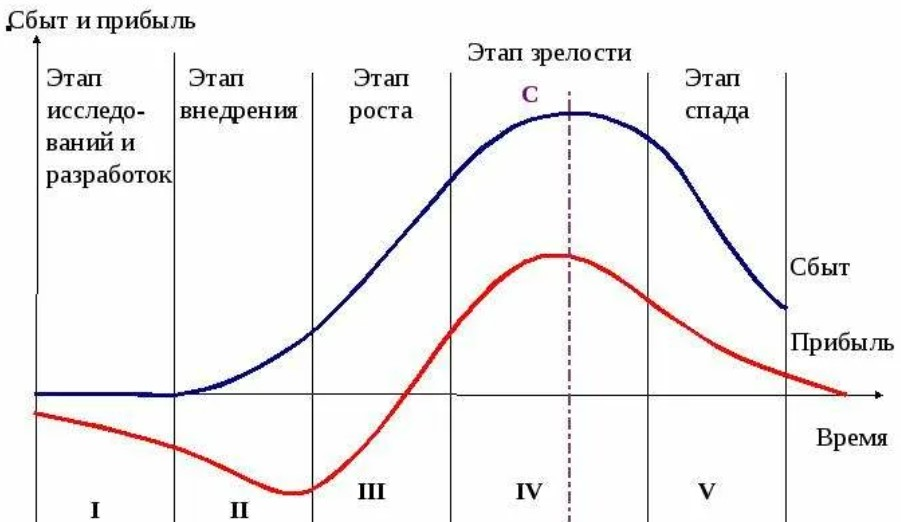 Сбыт и прибыль
Этап зрелости
Этап
исследо-
ваний и
разработок
Этап
внедрения
Этап
роста
С
Этап
спада
Сбыт
Прибыль
Время
I
II
III
IV
V